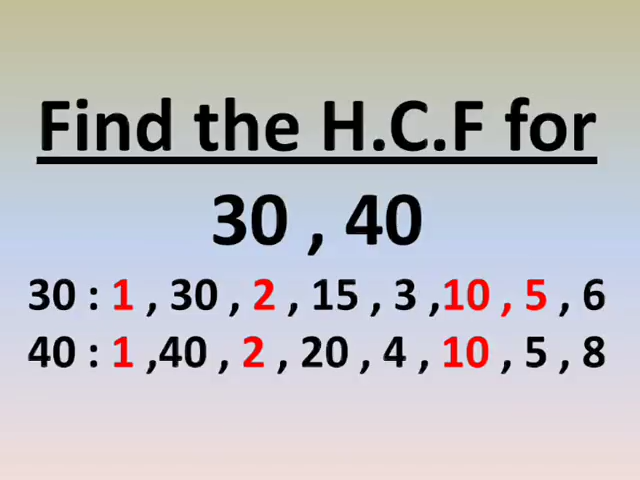 Find the H.C.F for
30 , 40
30 : 1 , 30 , 2 , 15 , 3 ,10 , 5 , 6
40 : 1 ,40 , 2 , 20 , 4 , 10 , 5 , 8